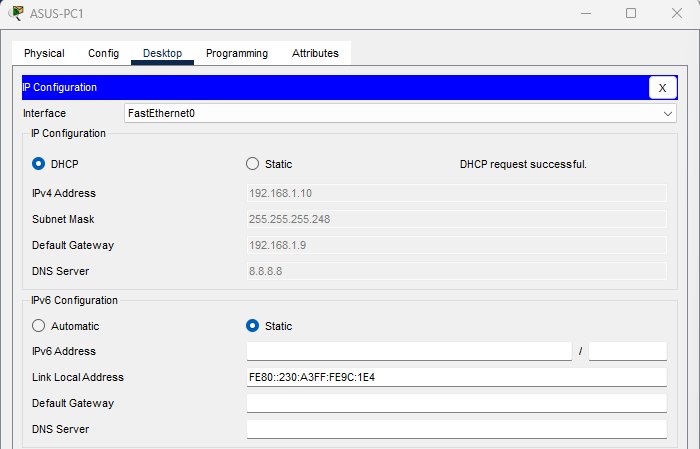 ASUS-PC1
Physical Config Desktop Programming Attributes
IP Configuration X
Interface FastEthernet0
IP Configuration
DHCP Static DHCP request successful.
IPv4 Address 192.168.1.10
Subnet Mask 255.255.255.248
Default Gateway 192.168.1.9
DNS Server 8.8.8.8
IPv6 Configuration
Automatic Static
IPv6 Address /
Link Local Address FE80::230:A3FF:FE9C:1E4
Default Gateway
DNS Server